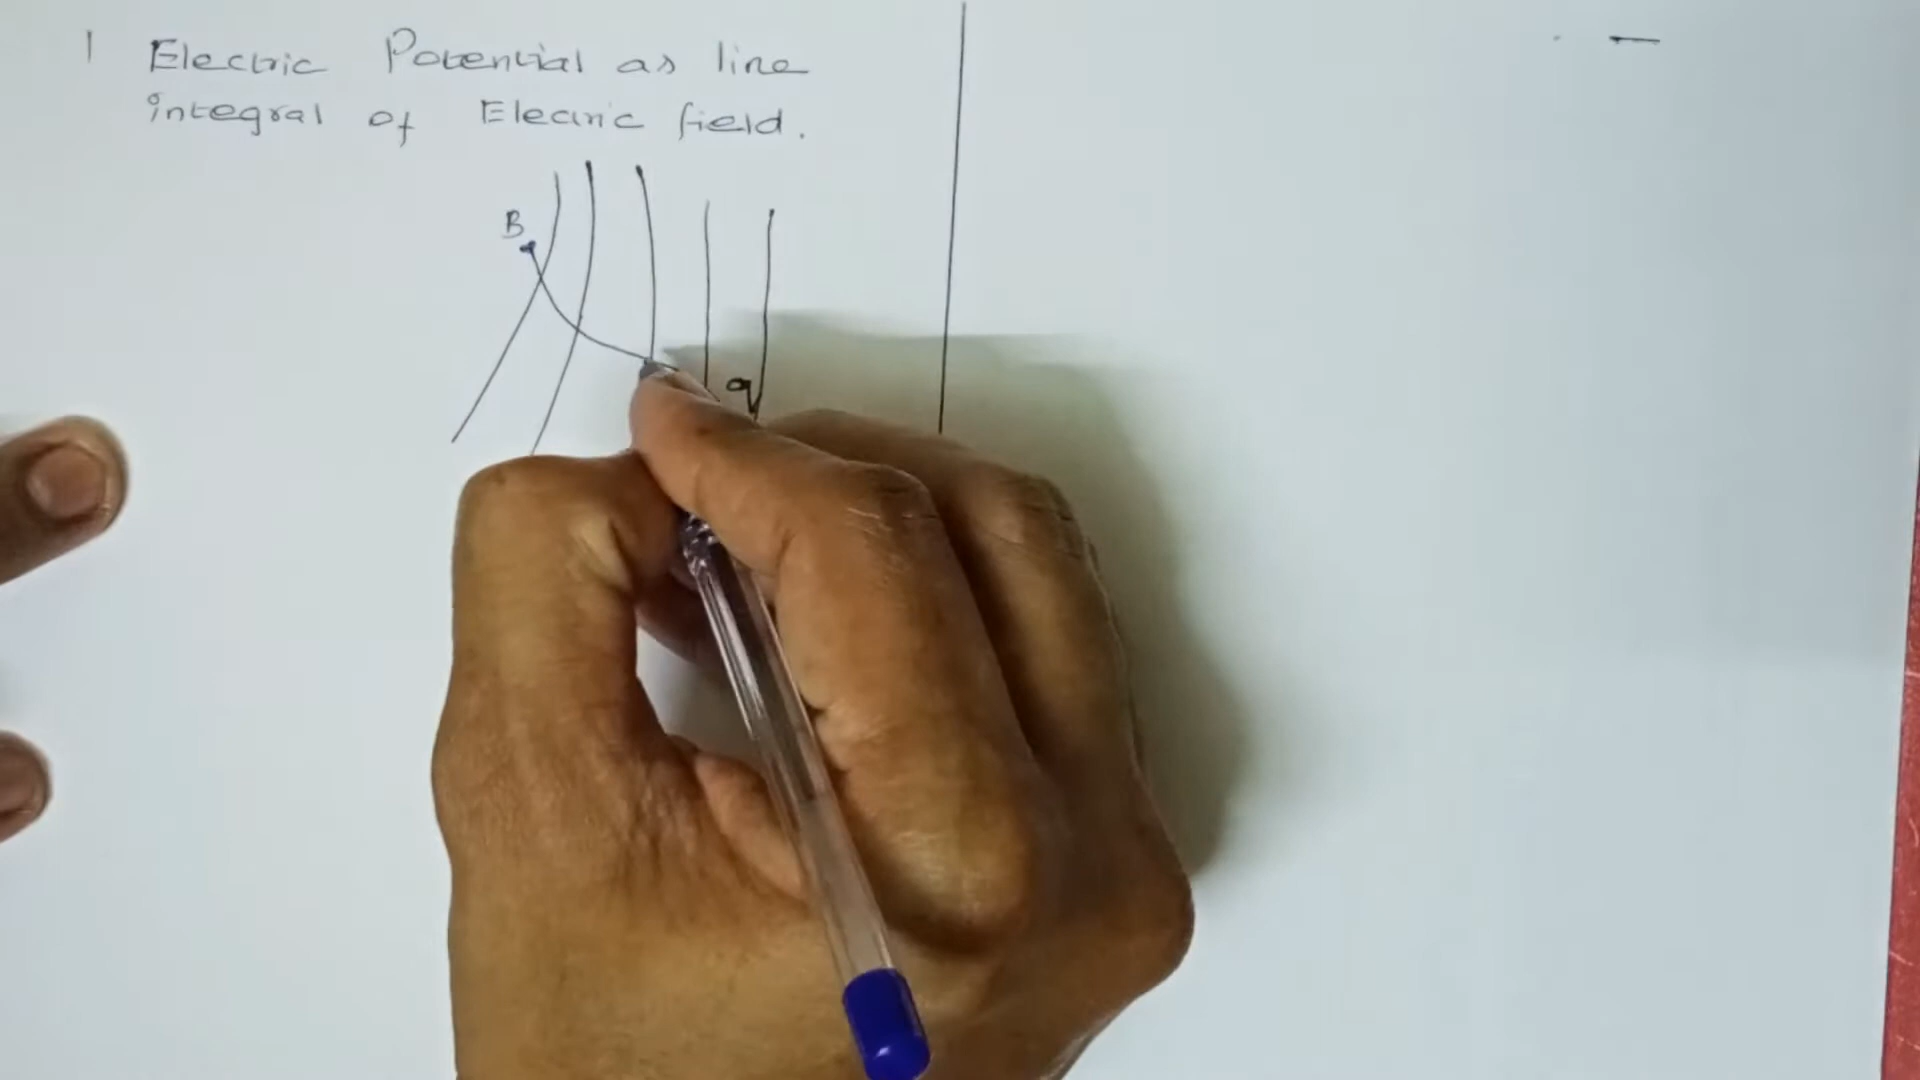 1 Electric Potential as line
integral of Electric field.
B
q